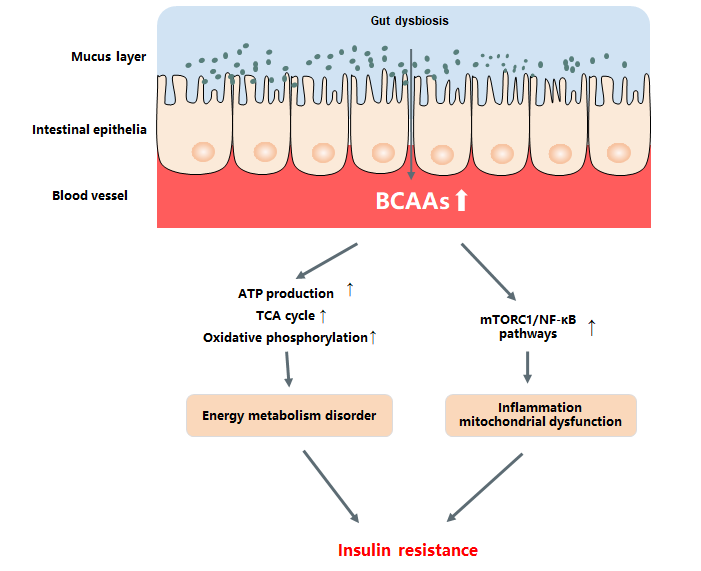 Gut dysbiosis
Mucus layer
Intestinal epithelia
Blood vessel
BCAAs⬆
ATP production ↑
TCA cycle↑
Oxidative phosphorylation↑
mTORC1/NF-κB ↑
pathways
Energy metabolism disorder
Inflammation
mitochondrial dysfunction
Insulin resistance